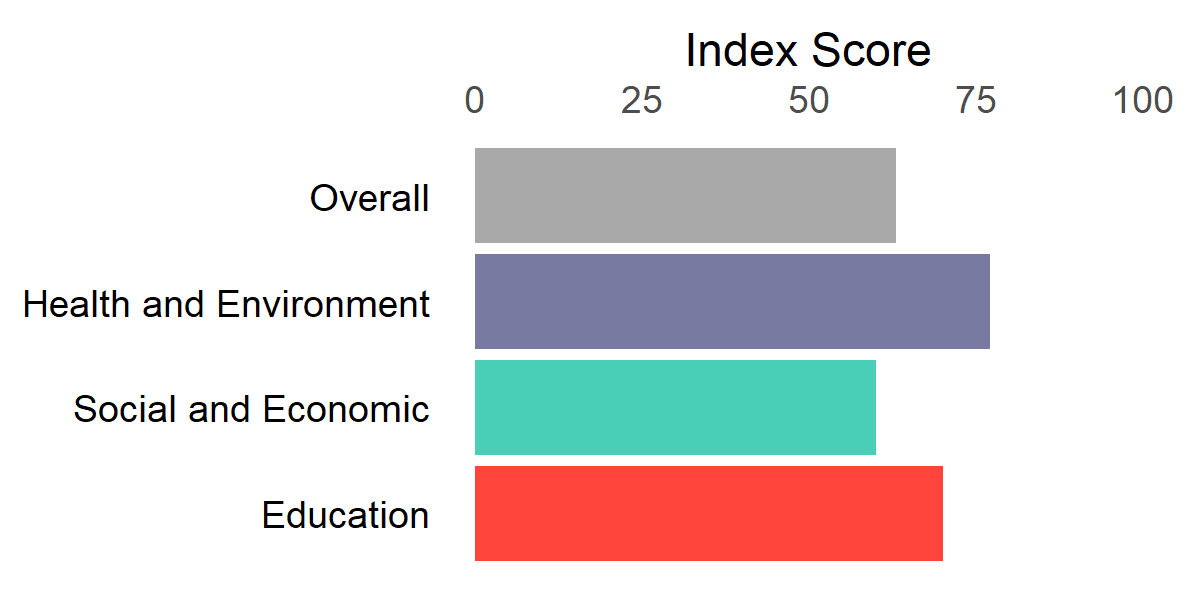 Index Score
0 25 50 75 100
Overall
Health and Environment
Social and Economic
Education